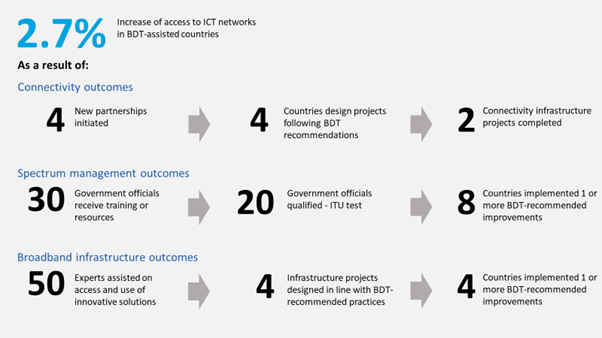 2.7%
Increase of access to ICT networks
in BDT-assisted countries
As a result of:
Connectivity outcomes
4
New partnerships
initiated
4
Countries design projects
following BDT
recommendations
2
Connectivity infrastructure
projects completed
Spectrum management outcomes
30
Government officials
receive training or
resources
20
Government officials
qualified - ITU test
8
Countries implemented 1 or
more BDT-recommended
improvements
Broadband infrastructure outcomes
50
Experts assisted on
access and use of
innovative solutions
4
Infrastructure projects
designed in line with BDT-
recommended practices
4
Countries implemented 1 or
more BDT-recommended
improvements